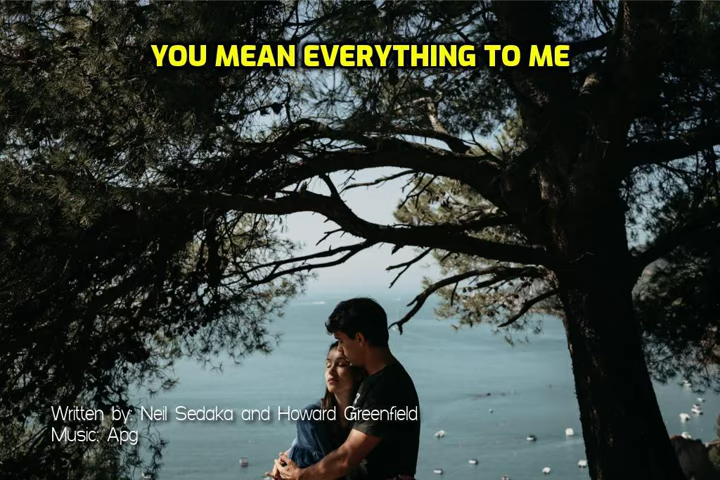 YOU MEAN EVERYTHING TO ME
Written by: Neil Sedaka and Howard Greenfield
Music: Apg